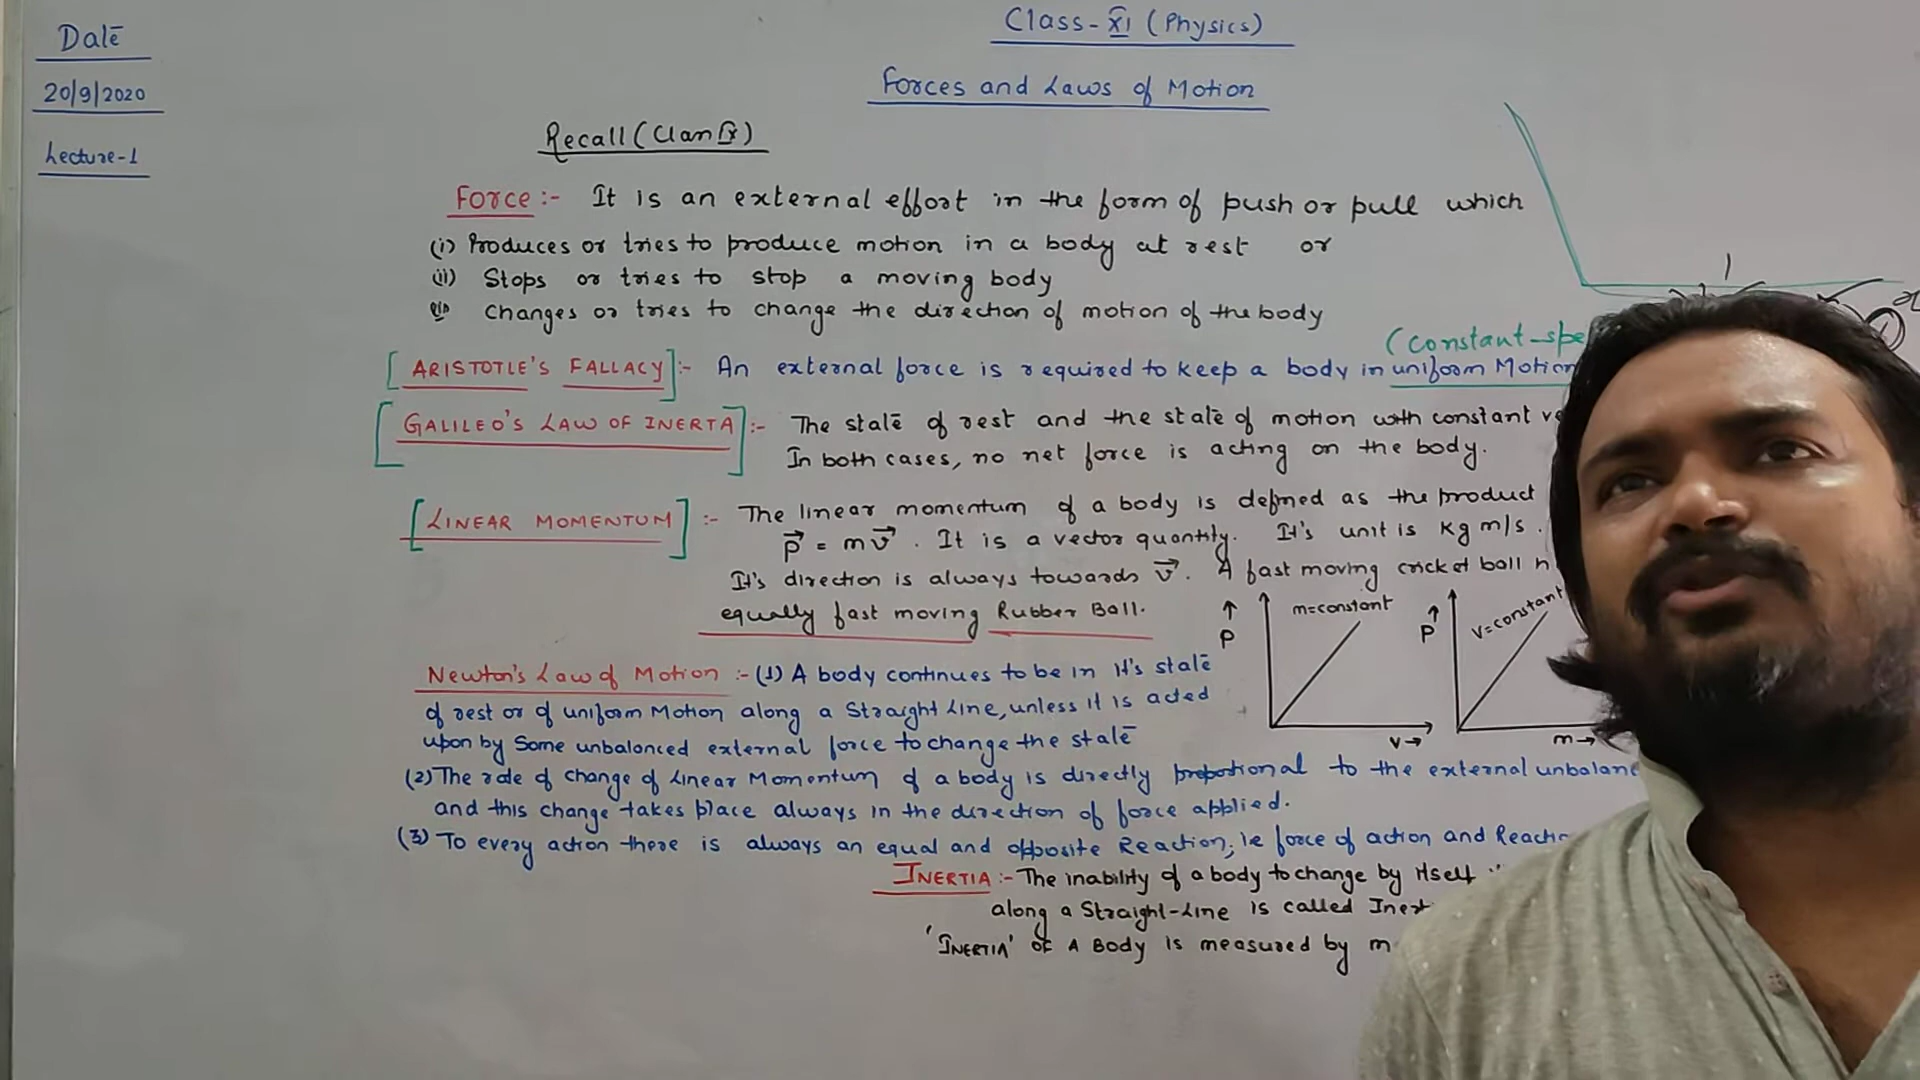 Date
20/9/2020
Lecture-1
Class-XI (Physics)
Forces and Laws of Motion
Recall (Class IX)
Force :- It is an external effort in the form of push or pull which
(i) Produces or tries to produce motion in a body at rest or
(ii) Stops or tries to stop a moving body
(iii) Changes or tries to change the direction of motion of the body
(constant-spe
[ARISTOTLE'S FALLACY] :- An external force is required to keep a body in uniform Motion
[GALILEO'S LAW OF INERTA] :- The state of rest and the state of motion with constant ve
In both cases, no net force is acting on the body.
[LINEAR MOMENTUM] :- The linear momentum of a body is defined as the product
p⃗ = mv⃗ . It is a vector quantity. It's unit is kg m/s .
It's direction is always towards v⃗ . A fast moving cricket ball h
equally fast moving Rubber Ball.
P m=constant v→
P v=constant m→
Newton's Law of Motion :- (1) A body continues to be in it's state
of rest or of uniform Motion along a Straight Line, unless it is acted
upon by Some unbalanced external force to change the state
(2) The rate of change of Linear Momentum of a body is directly proportional to the external unbalanc
and this change takes place always in the direction of force applied.
(3) To every action there is always an equal and opposite Reaction, ie force of action and Reactio
INERTIA :- The inability of a body to change by itself
along a Straight-Line is called Inert
'INERTIA' OF A Body is measured by m